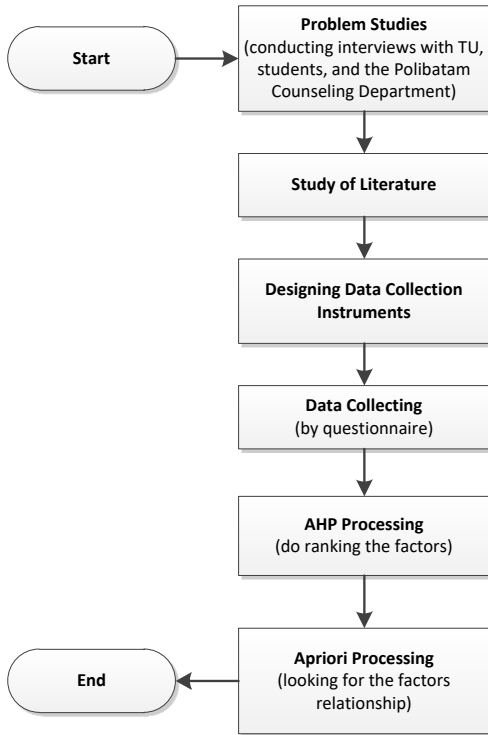 Start
Problem Studies
(conducting interviews with TU,
students, and the Polibatam
Counseling Department)
Study of Literature
Designing Data Collection
Instruments
Data Collecting
(by questionnaire)
AHP Processing
(do ranking the factors)
Apriori Processing
(looking for the factors
relationship)
End